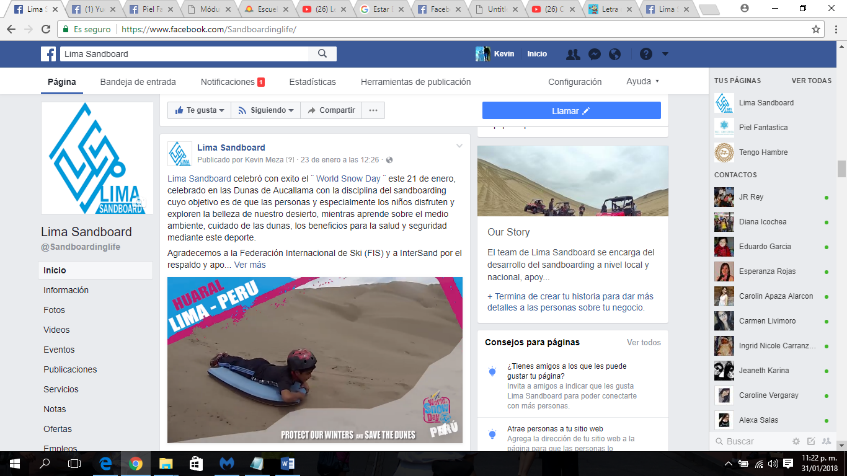 Lima S
(1) Yu
Piel Fa
Módu
Escue
(26) L
Estar I
Faceb
Untit
(26) C
Letra
Lima S
Es seguro https://www.facebook.com/Sandboardinglife/
Lima Sandboard
Kevin Inicio
Página Bandeja de entrada Notificaciones 1 Estadísticas Herramientas de publicación Configuración Ayuda
Te gusta Siguiendo Compartir ...
Llamar
LIMA
SANDBOARD
Lima Sandboard
@Sandboardinglife
Inicio
Información
Fotos
Videos
Eventos
Publicaciones
Servicios
Notas
Ofertas
Empleos
Lima Sandboard
Publicado por Kevin Meza [?] · 23 de enero a las 12:26 ·
Lima Sandboard celebró con exito el ¨ World Snow Day ¨ este 21 de enero,
celebrado en las Dunas de Aucallama con la disciplina del sandboarding
cuyo objetivo es de que las personas y especialmente los niños disfruten y
exploren la belleza de nuestro desierto, mientras aprende sobre el medio
ambiente, cuidado de las dunas, los beneficios para la salud y seguridad
mediante este deporte.
Agradecemos a la Federación Internacional de Ski (FIS) y a InterSand por el
respaldo y apo... Ver más
HUARAL
LIMA - PERU
PERÚ
PROTECT OUR WINTERS and SAVE THE DUNES
Our Story
El team de Lima Sandboard se encarga del
desarrollo del sandboarding a nivel local y
nacional, apoy...
+ Termina de crear tu historia para dar más
detalles a las personas sobre tu negocio.
Consejos para páginas Ver todos
¿Tienes amigos a los que les puede
gustar tu página?
Invita a amigos a indicar que les gusta
Lima Sandboard para poder conectarte
con más personas.
Atrae personas a tu sitio web
Agrega la dirección de tu sitio web a la
página para que las personas lo
TUS PÁGINAS VER TODAS
Lima Sandboard
Piel Fantastica
Tengo Hambre
CONTACTOS
JR Rey
Diana Icochea
Eduardo Garcia
Esperanza Rojas
Carolin Apaza Alarcon
Carmen Livimoro
Ingrid Nicole Carranz...
Jeaneth Karina
Caroline Vergaray
Alexa Salas
Buscar
11:22 p. m.
31/01/2018